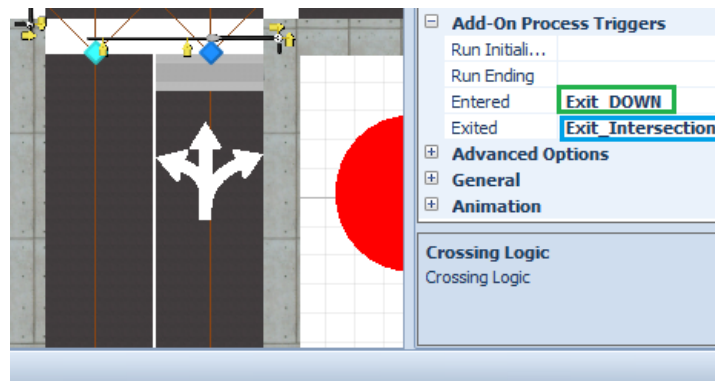 Add-On Process Triggers
Run Initiali...
Run Ending
Entered Exit_DOWN
Exited Exit_Intersection
Advanced Options
General
Animation
Crossing Logic
Crossing Logic